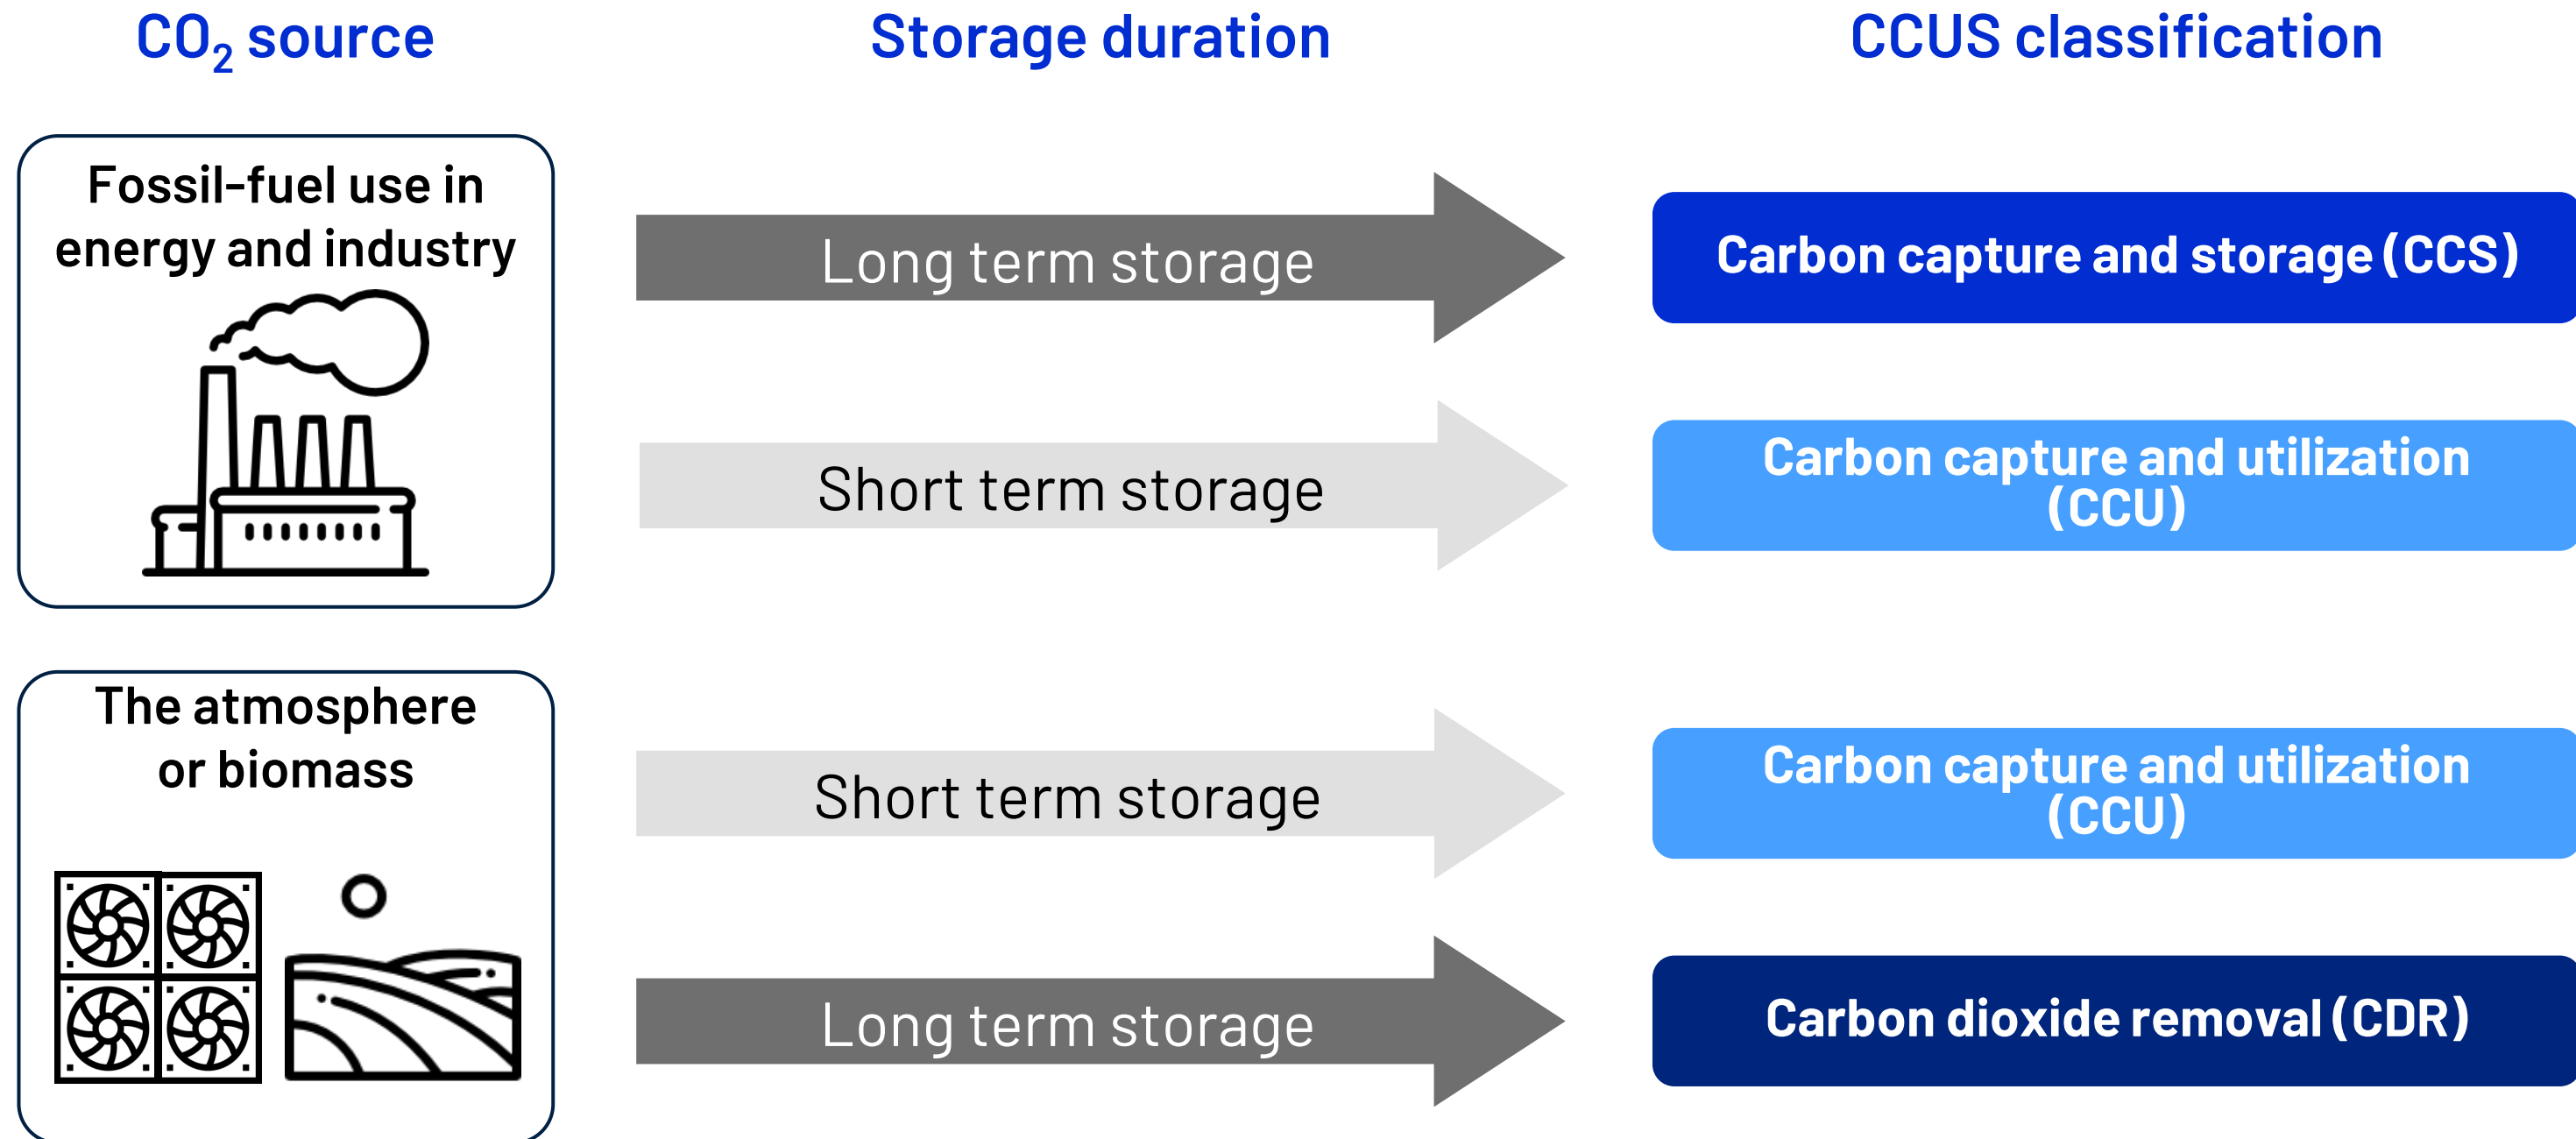 CO₂ source
Storage duration
CCUS classification
Fossil-fuel use in
energy and industry
Long term storage
Carbon capture and storage (CCS)
Short term storage
Carbon capture and utilization
(CCU)
The atmosphere
or biomass
Short term storage
Carbon capture and utilization
(CCU)
Long term storage
Carbon dioxide removal (CDR)